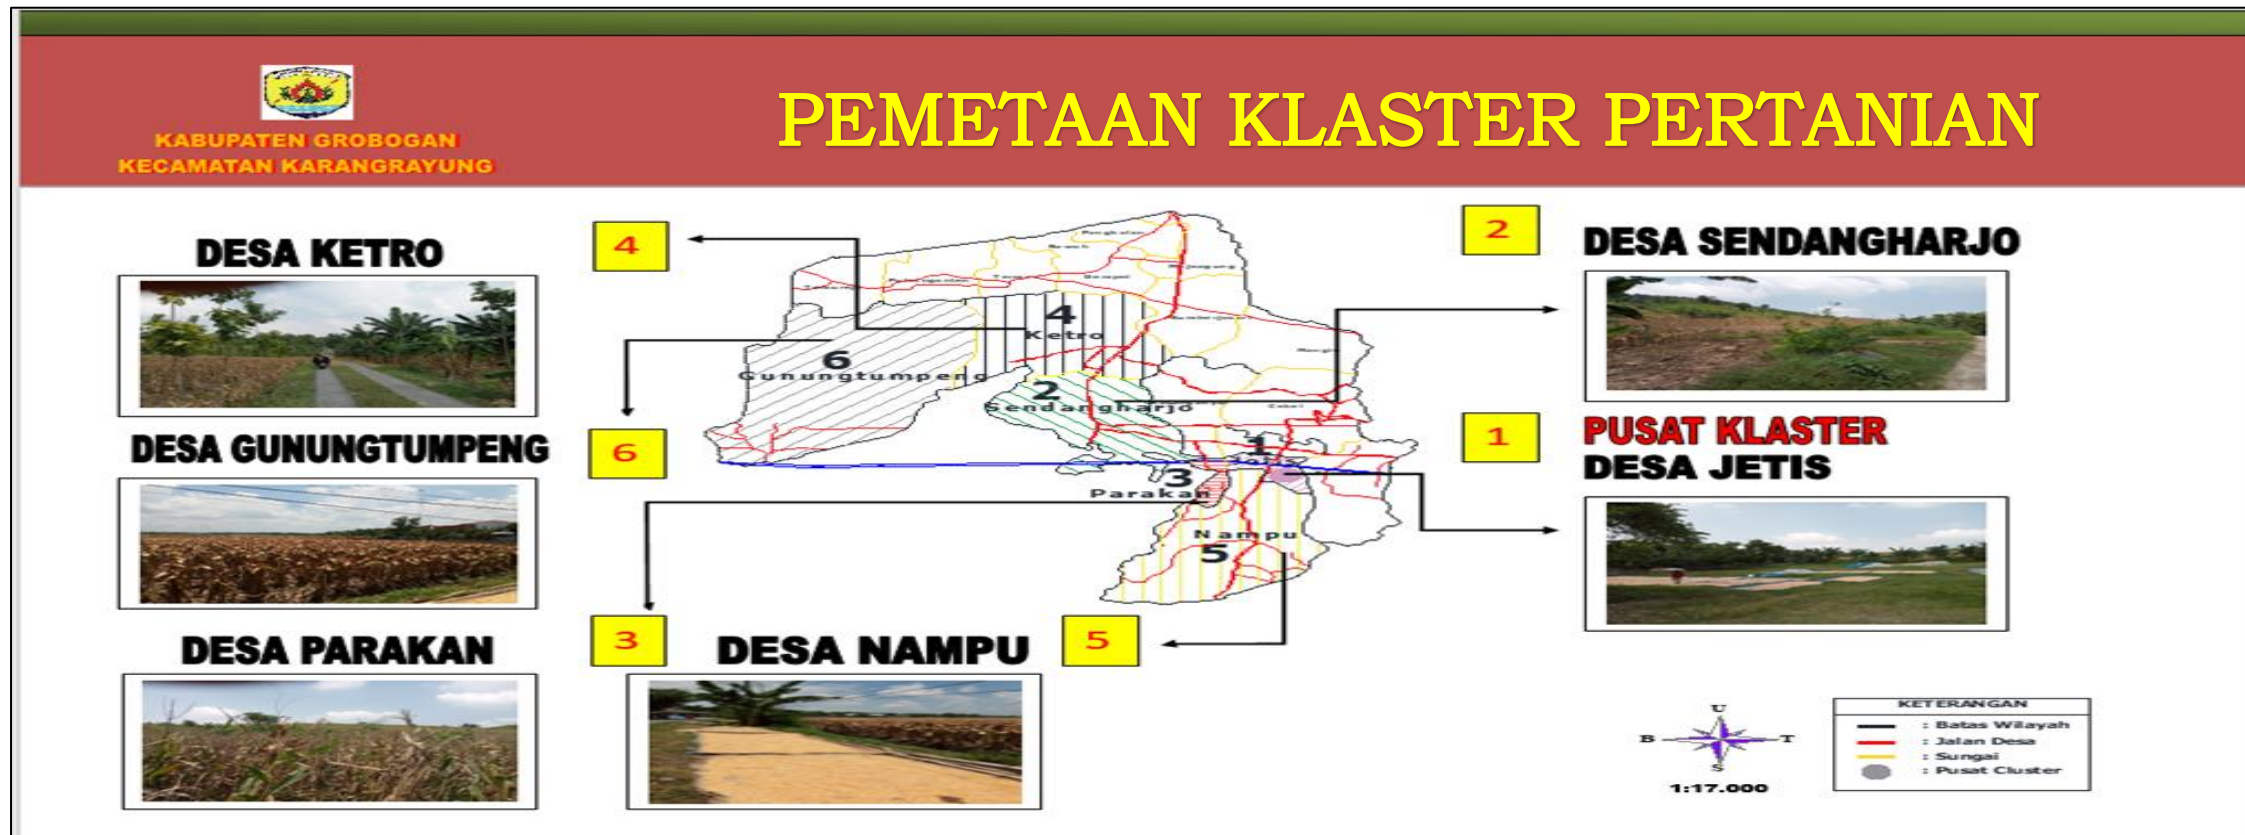 KABUPATEN GROBOGAN
KECAMATAN KARANGRAYUNG
PEMETAAN KLASTER PERTANIAN
DESA KETRO
4
2
DESA SENDANGHARJO
DESA GUNUNGTUMPENG
6
1
PUSAT KLASTER
DESA JETIS
DESA PARAKAN
3
DESA NAMPU
5
4
Ketro
6
Gunungtumpeng
2
Sendangharjo
1
3
Parakan
Nampu
5
U
B
T
S
1:17.000
KETERANGAN
: Batas Wilayah
: Jalan Desa
: Sungai
: Pusat Cluster